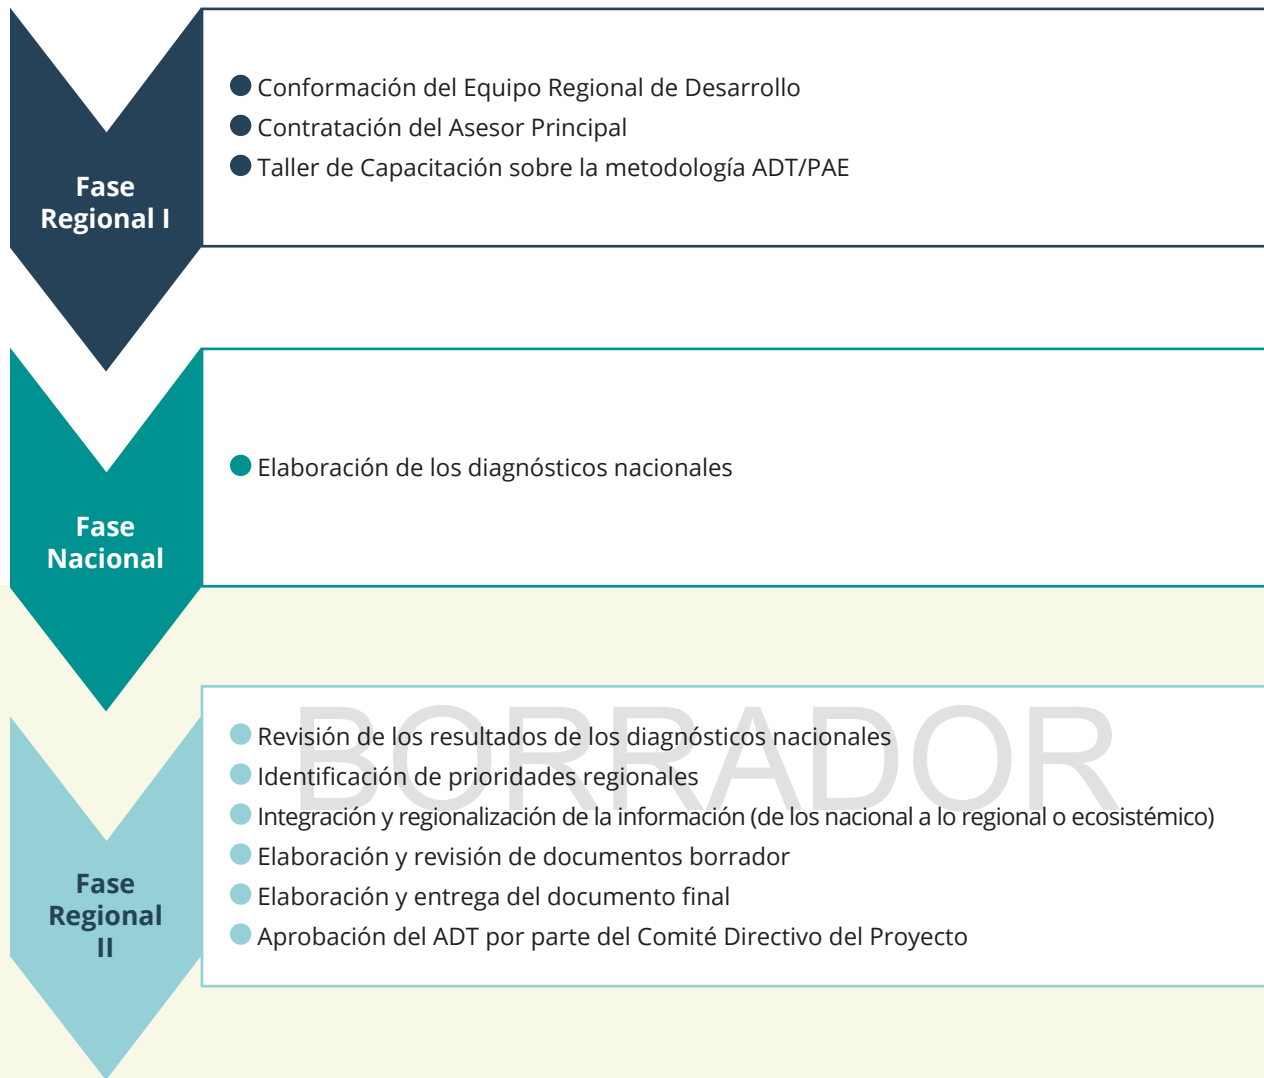 Fase
Regional I
Conformación del Equipo Regional de Desarrollo
Contratación del Asesor Principal
Taller de Capacitación sobre la metodología ADT/PAE
Fase
Nacional
Elaboración de los diagnósticos nacionales
Fase
Regional
II
BORRADOR
Revisión de los resultados de los diagnósticos nacionales
Identificación de prioridades regionales
Integración y regionalización de la información (de los nacional a lo regional o ecosistémico)
Elaboración y revisión de documentos borrador
Elaboración y entrega del documento final
Aprobación del ADT por parte del Comité Directivo del Proyecto